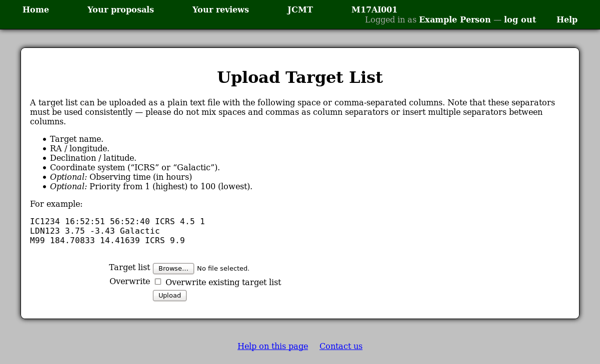 Home Your proposals Your reviews JCMT M17AI001
Logged in as Example Person — log out Help
Upload Target List
A target list can be uploaded as a plain text file with the following space or comma-separated columns. Note that these separators
must be used consistently — please do not mix spaces and commas as column separators or insert multiple separators between
columns.
• Target name.
• RA / longitude.
• Declination / latitude.
• Coordinate system (“ICRS” or “Galactic”).
• Optional: Observing time (in hours)
• Optional: Priority from 1 (highest) to 100 (lowest).
For example:
IC1234 16:52:51 56:52:40 ICRS 4.5 1
LDN123 3.75 -3.43 Galactic
M99 184.70833 14.41639 ICRS 9.9
Target list Browse... No file selected.
Overwrite Overwrite existing target list
Upload
Help on this page Contact us